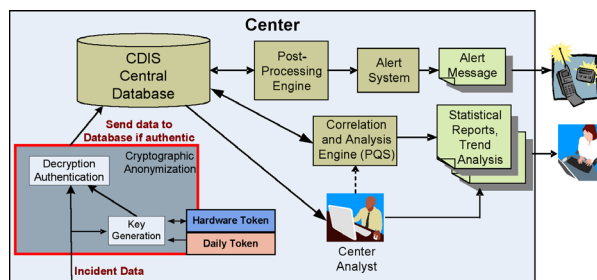 Center
CDIS
Central
Database
Post-
Processing
Engine
Alert
System
Alert
Message
Send data to
Database if authentic
Cryptographic
Anonymization
Decryption
Authentication
Key
Generation
Hardware Token
Daily Token
Incident Data
Correlation
and Analysis
Engine (PQS)
Statistical
Reports,
Trend
Analysis
Center
Analyst